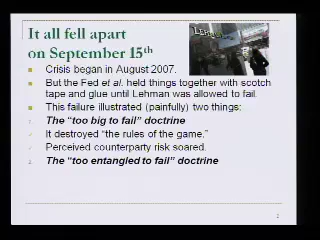 It all fell apart
on September 15th
Crisis began in August 2007.
But the Fed et al. held things together with scotch
tape and glue until Lehman was allowed to fail.
This failure illustrated (painfully) two things:
1. The "too big to fail" doctrine
✓ It destroyed "the rules of the game."
✓ Perceived counterparty risk soared.
2. The "too entangled to fail" doctrine
2